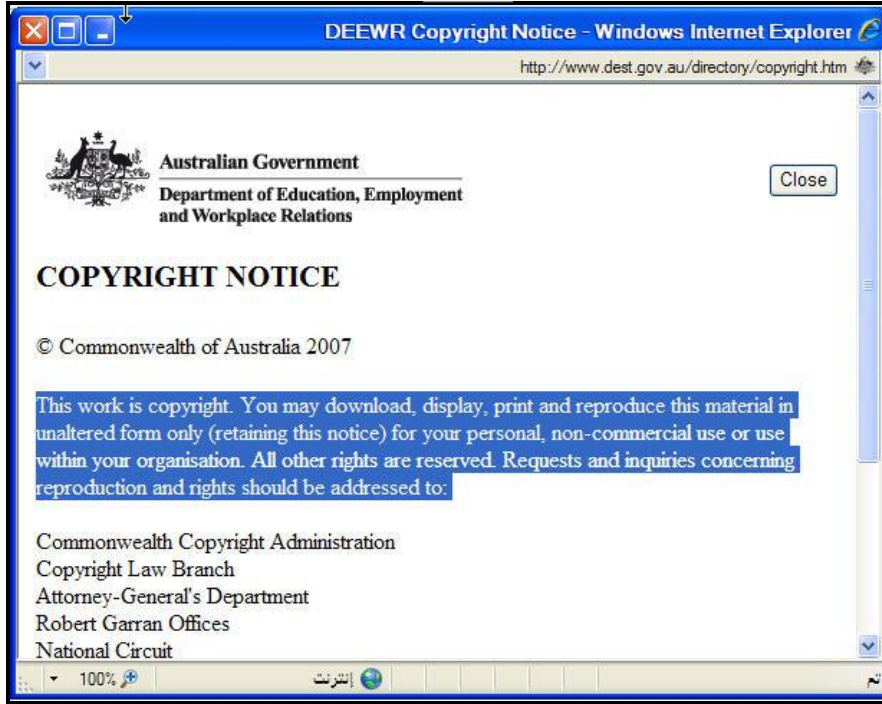 DEEWR Copyright Notice - Windows Internet Explorer
http://www.dest.gov.au/directory/copyright.htm
Australian Government
Department of Education, Employment
and Workplace Relations
Close
COPYRIGHT NOTICE
© Commonwealth of Australia 2007
This work is copyright. You may download, display, print and reproduce this material in
unaltered form only (retaining this notice) for your personal, non-commercial use or use
within your organisation. All other rights are reserved. Requests and inquiries concerning
reproduction and rights should be addressed to:
Commonwealth Copyright Administration
Copyright Law Branch
Attorney-General's Department
Robert Garran Offices
National Circuit
100%
إنترنت
تم